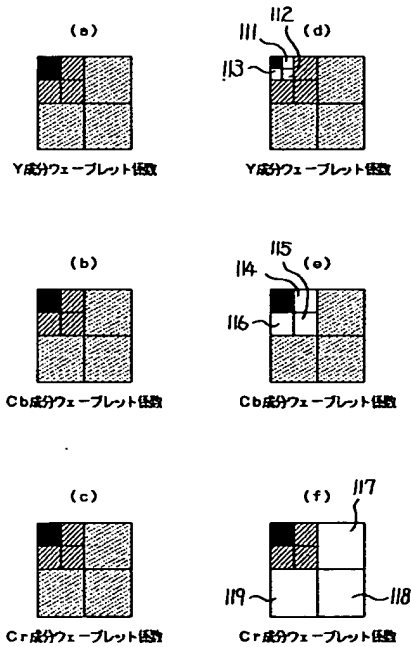 (a)
Y成分ウェーブレット係数
(d)
111
112
113
Y成分ウェーブレット係数
(b)
Cb成分ウェーブレット係数
(e)
114
115
116
Cb成分ウェーブレット係数
(c)
Cr成分ウェーブレット係数
(f)
117
119
118
Cr成分ウェーブレット係数